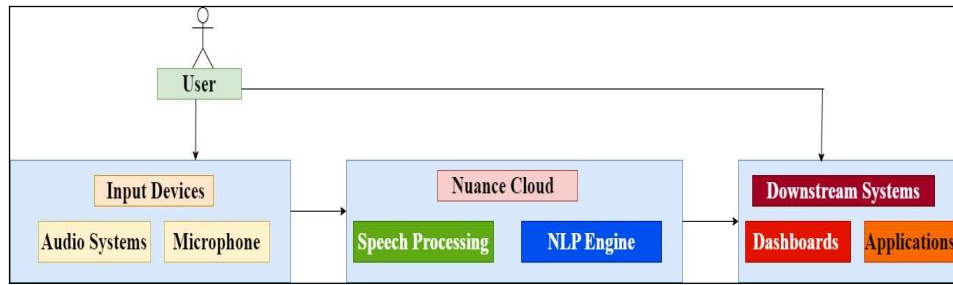 User
Input Devices
Audio Systems
Microphone
Nuance Cloud
Speech Processing
NLP Engine
Downstream Systems
Dashboards
Applications